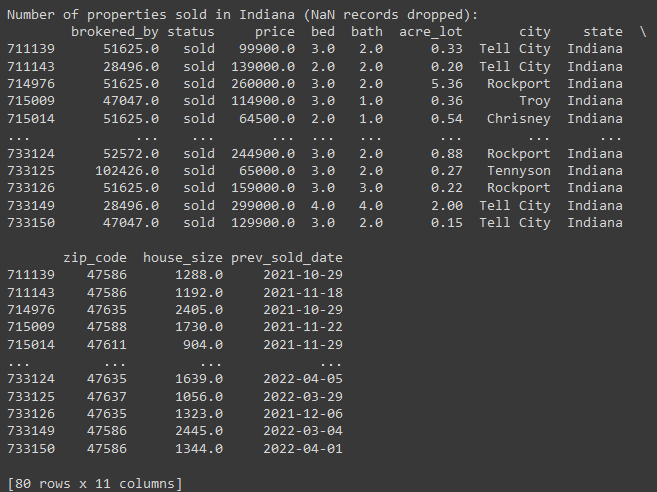 Number of properties sold in Indiana (NaN records dropped):
        brokered_by status     price  bed  bath  acre_lot       city    state  \
711139      51625.0   sold   99900.0  3.0   2.0      0.33  Tell City  Indiana
711143      28496.0   sold  139000.0  2.0   2.0      0.20  Tell City  Indiana
714976      51625.0   sold  260000.0  3.0   2.0      5.36   Rockport  Indiana
715009      47047.0   sold  114900.0  3.0   1.0      0.36       Troy  Indiana
715014      51625.0   sold   64500.0  2.0   1.0      0.54   Chrisney  Indiana
...             ...    ...       ...  ...   ...       ...        ...      ...
733124      52572.0   sold  244900.0  3.0   2.0      0.88   Rockport  Indiana
733125     102426.0   sold   65000.0  3.0   2.0      0.27   Tennyson  Indiana
733126      51625.0   sold  159000.0  3.0   3.0      0.22   Rockport  Indiana
733149      28496.0   sold  299000.0  4.0   4.0      2.00  Tell City  Indiana
733150      47047.0   sold  129900.0  3.0   2.0      0.15  Tell City  Indiana
       zip_code  house_size prev_sold_date
711139    47586      1288.0     2021-10-29
711143    47586      1192.0     2021-11-18
714976    47635      2405.0     2021-10-29
715009    47588      1730.0     2021-11-22
715014    47611       904.0     2021-11-29
...         ...         ...            ...
733124    47635      1639.0     2022-04-05
733125    47637      1056.0     2022-03-29
733126    47635      1323.0     2021-12-06
733149    47586      2445.0     2022-03-04
733150    47586      1344.0     2022-04-01
[80 rows x 11 columns]